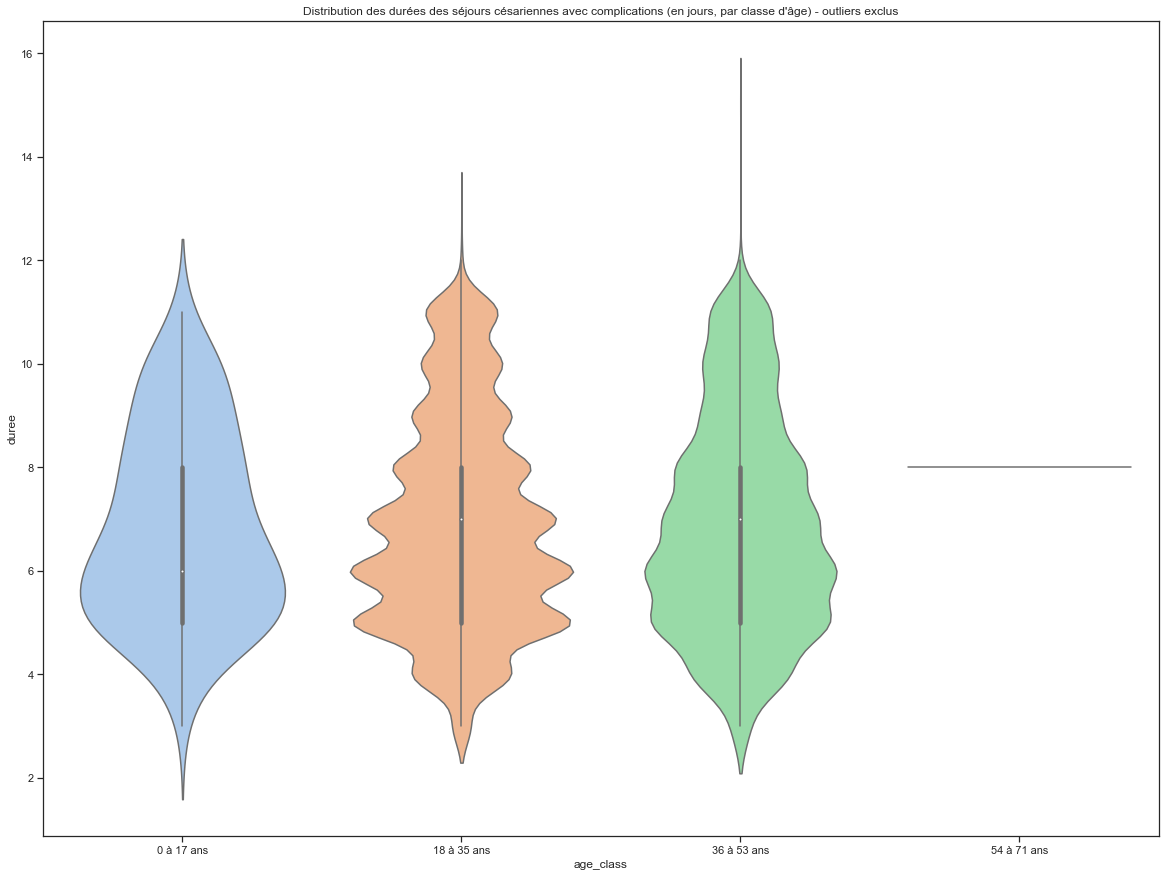 Distribution des durées des séjours césariennes avec complications (en jours, par classe d'âge) - outliers exclus
16
14
12
10
8
6
4
2
duree
0 à 17 ans
18 à 35 ans
36 à 53 ans
54 à 71 ans
age_class